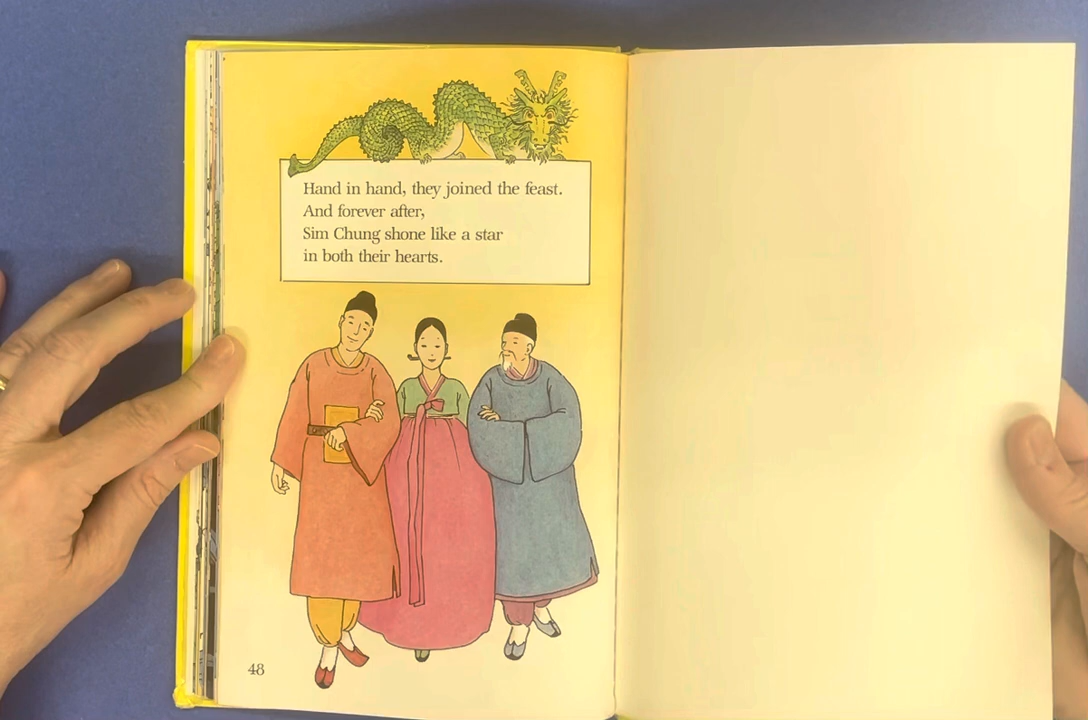 Hand in hand, they joined the feast.
And forever after,
Sim Chung shone like a star
in both their hearts.
48